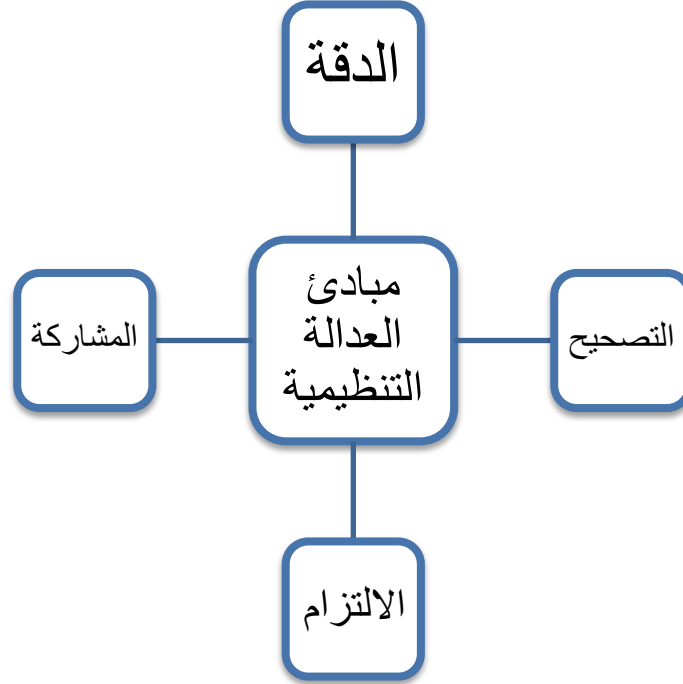 الدقة
مبادئ
العدالة
التنظيمية
التصحيح
المشاركة
الالتزام